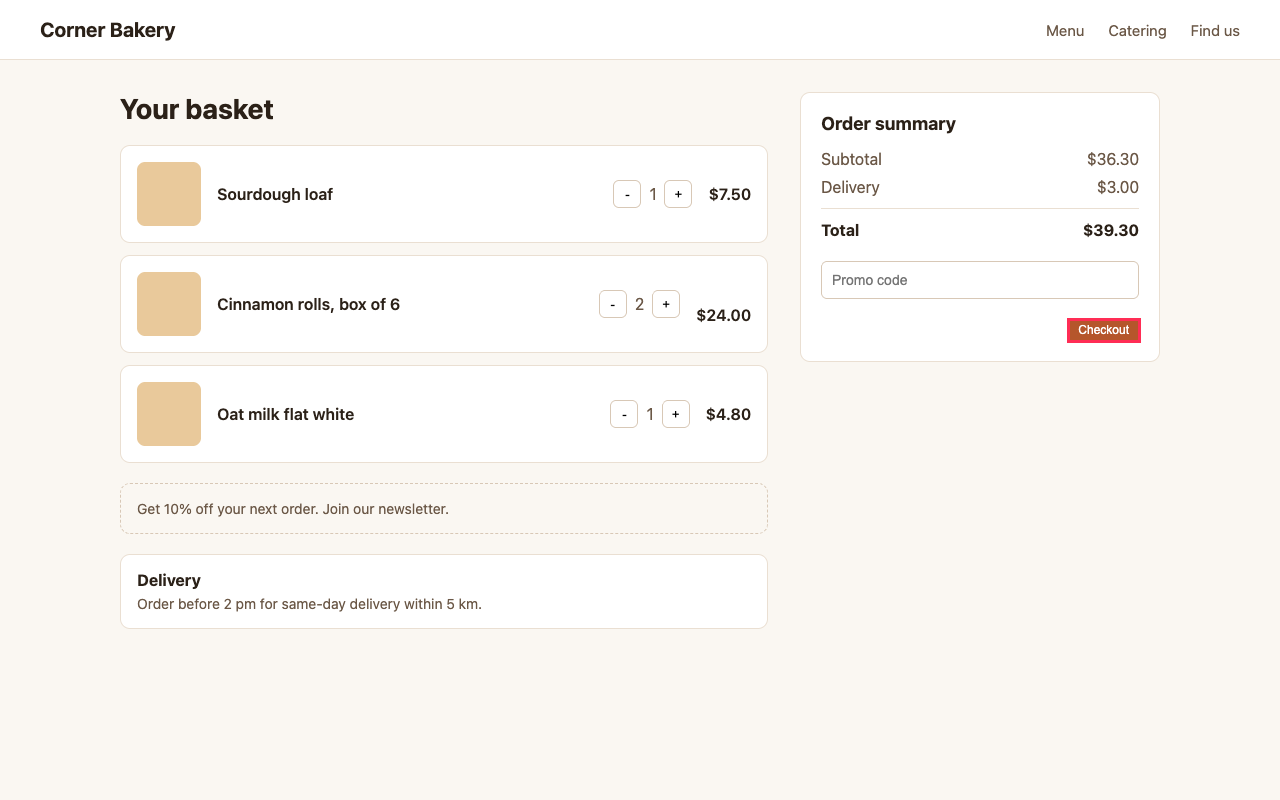 Corner Bakery
Menu Catering Find us
Your basket
Sourdough loaf - 1 + $7.50
Cinnamon rolls, box of 6 - 2 + $24.00
Oat milk flat white - 1 + $4.80
Get 10% off your next order. Join our newsletter.
Delivery
Order before 2 pm for same-day delivery within 5 km.
Order summary
Subtotal $36.30
Delivery $3.00
Total $39.30
Promo code
Checkout